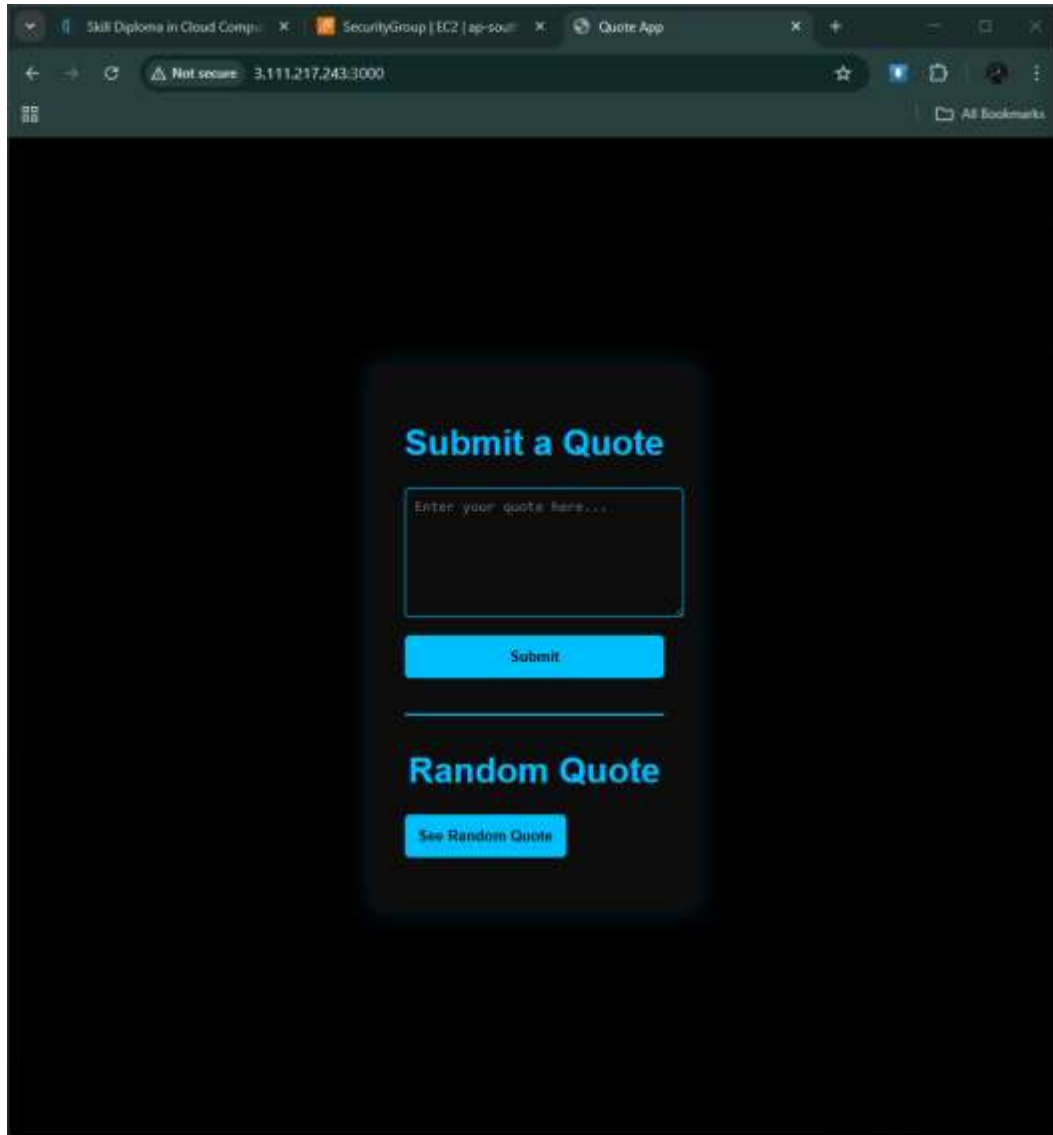 Skill Diploma in Cloud Compu
SecurityGroup | EC2 | ap-sout
Quote App
Not secure
3.111.217.243:3000
All Bookmarks
Submit a Quote
Enter your quote here...
Submit
Random Quote
See Random Quote